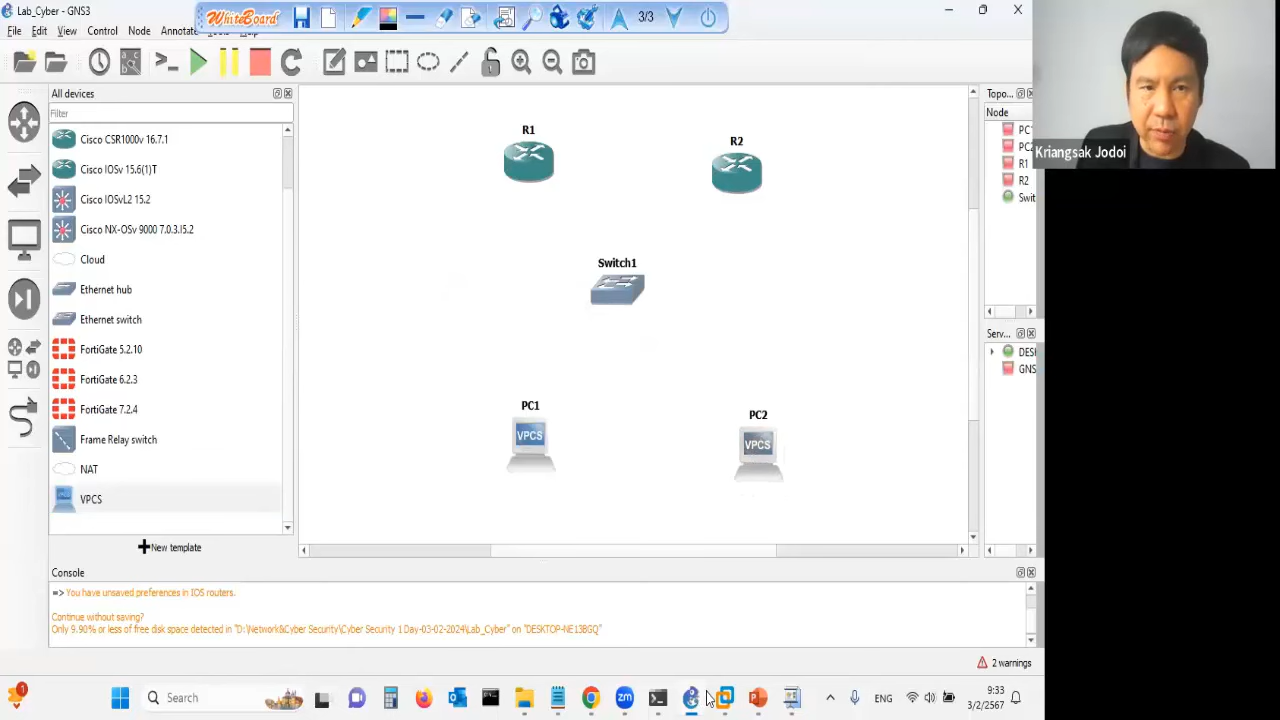 Lab_Cyber - GNS3
WhiteBoard
3/3
File Edit View Control Node Annotate
All devices
Topo...
Filter
Node
Cisco CSR1000v 16.7.1
Cisco IOSv 15.6(1)T
Cisco IOSvL2 15.2
Cisco NX-OSv 9000 7.0.3.I5.2
Cloud
Ethernet hub
Ethernet switch
FortiGate 5.2.10
FortiGate 6.2.3
FortiGate 7.2.4
Frame Relay switch
NAT
VPCS
New template
R1
R2
Switch1
PC1
VPCS
PC2
VPCS
PC1
PC2
R1
R2
Swit
Serv...
DESK
GNS
Kriangsak Jodoi
Console
=> You have unsaved preferences in IOS routers.
Continue without saving?
Only 9.90% or less of free disk space detected in "D:\Network&Cyber Security\Cyber Security 1 Day-03-02-2024\Lab_Cyber" on "DESKTOP-NE13BGQ"
2 warnings
1
Search
zm
ENG
9:33
3/2/2567